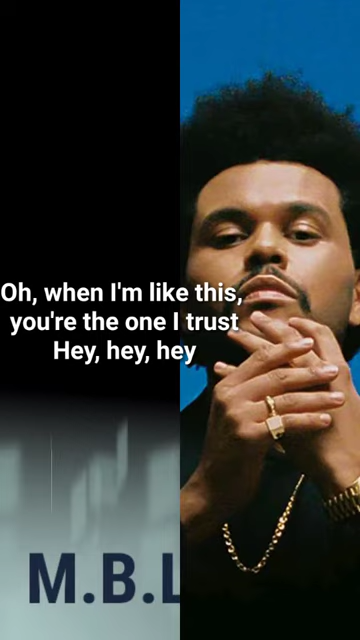 Oh, when I'm like this,
you're the one I trust
Hey, hey, hey
M.B.L